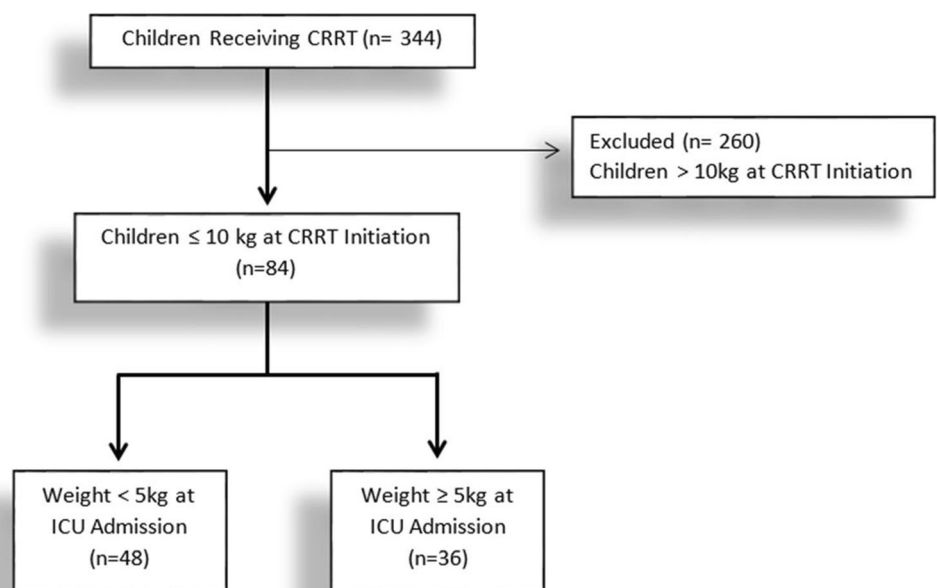 Children Receiving CRRT (n= 344)
Excluded (n= 260)
Children > 10kg at CRRT Initiation
Children ≤ 10 kg at CRRT Initiation
(n=84)
Weight < 5kg at
ICU Admission
(n=48)
Weight ≥ 5kg at
ICU Admission
(n=36)